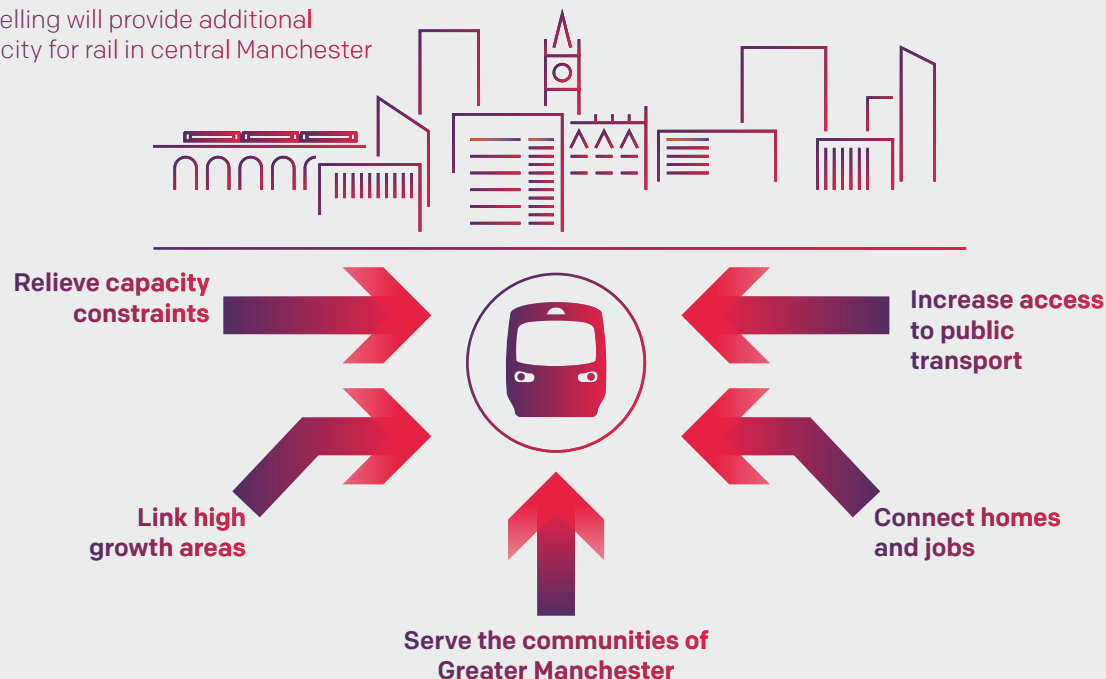 elling will provide additional
city for rail in central Manchester
Relieve capacity
constraints
Increase access
to public
transport
Link high
growth areas
Connect homes
and jobs
Serve the communities of
Greater Manchester